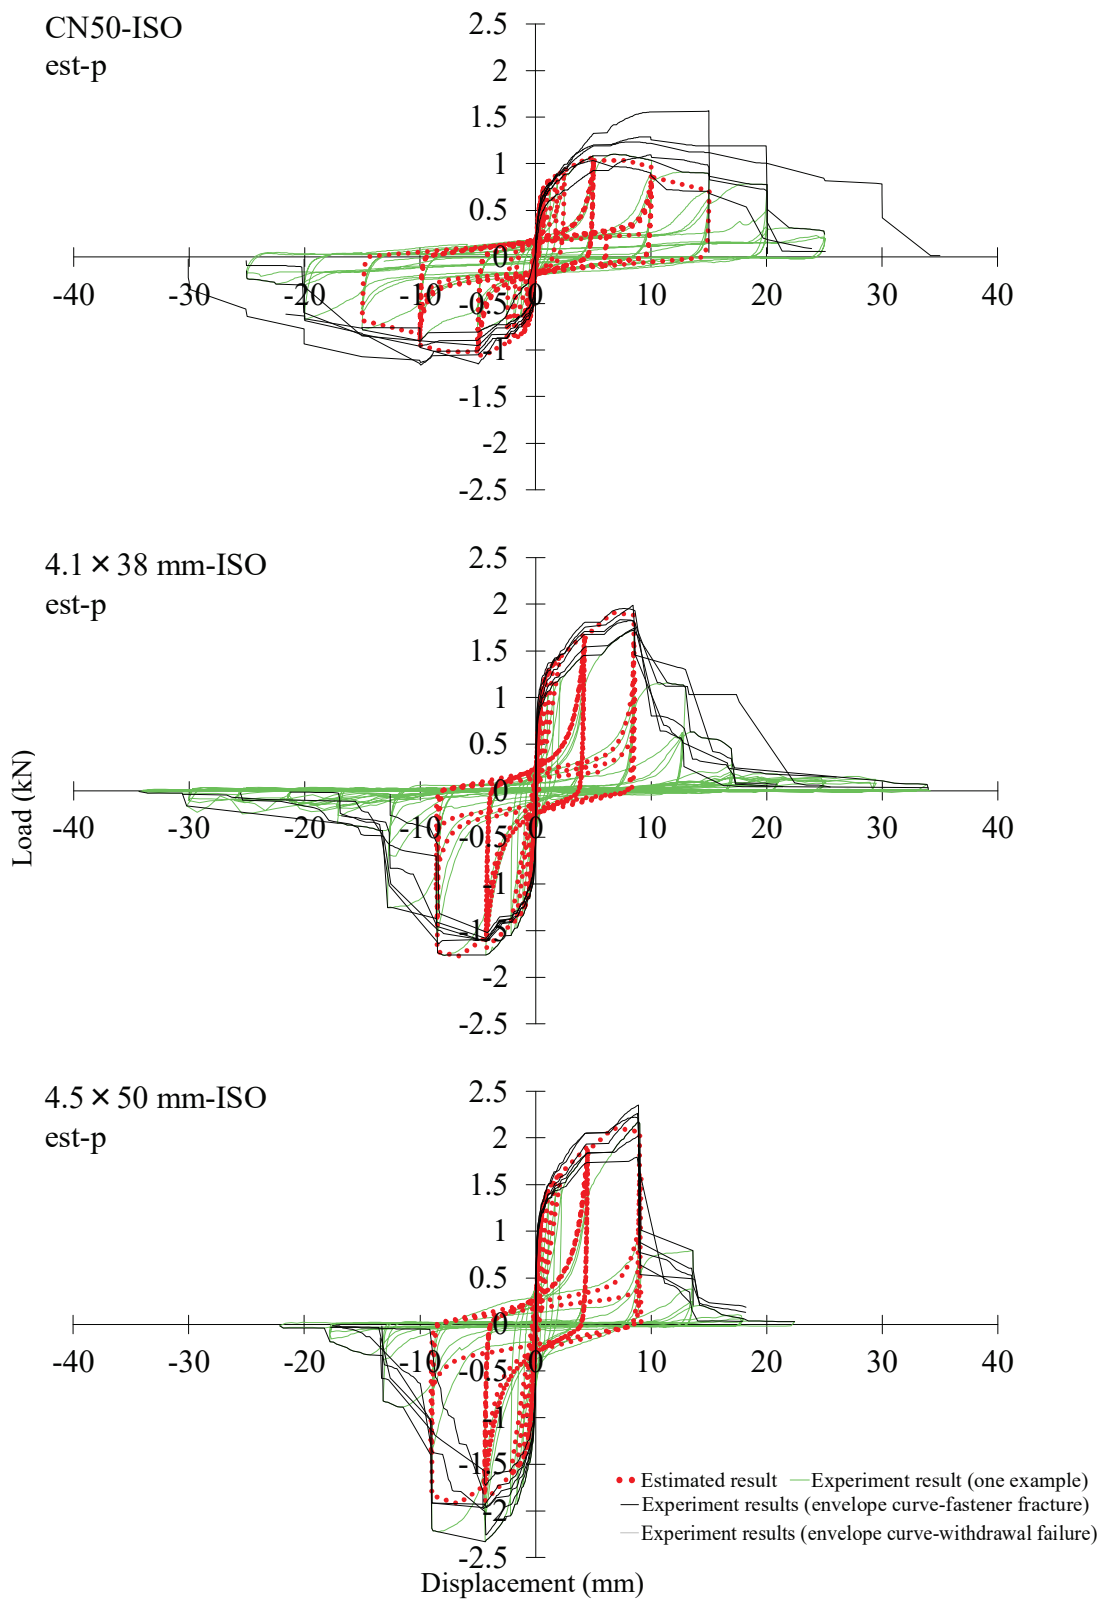 CN50-ISO
est-p
2.5
2
1.5
1
0.5
0
-40 -30 -20 -10 0 10 20 30 40
-0.5
-1
-1.5
-2
-2.5
4.1×38 mm-ISO
est-p
2.5
2
1.5
1
0.5
0
-40 -30 -20 -10 0 10 20 30 40
-0.5
-1
-1.5
-2
-2.5
Load (kN)
4.5×50 mm-ISO
est-p
2.5
2
1.5
1
0.5
0
-40 -30 -20 -10 0 10 20 30 40
-0.5
-1
-1.5
-2
-2.5
Estimated result Experiment result (one example)
Experiment results (envelope curve-fastener fracture)
Experiment results (envelope curve-withdrawal failure)
Displacement (mm)